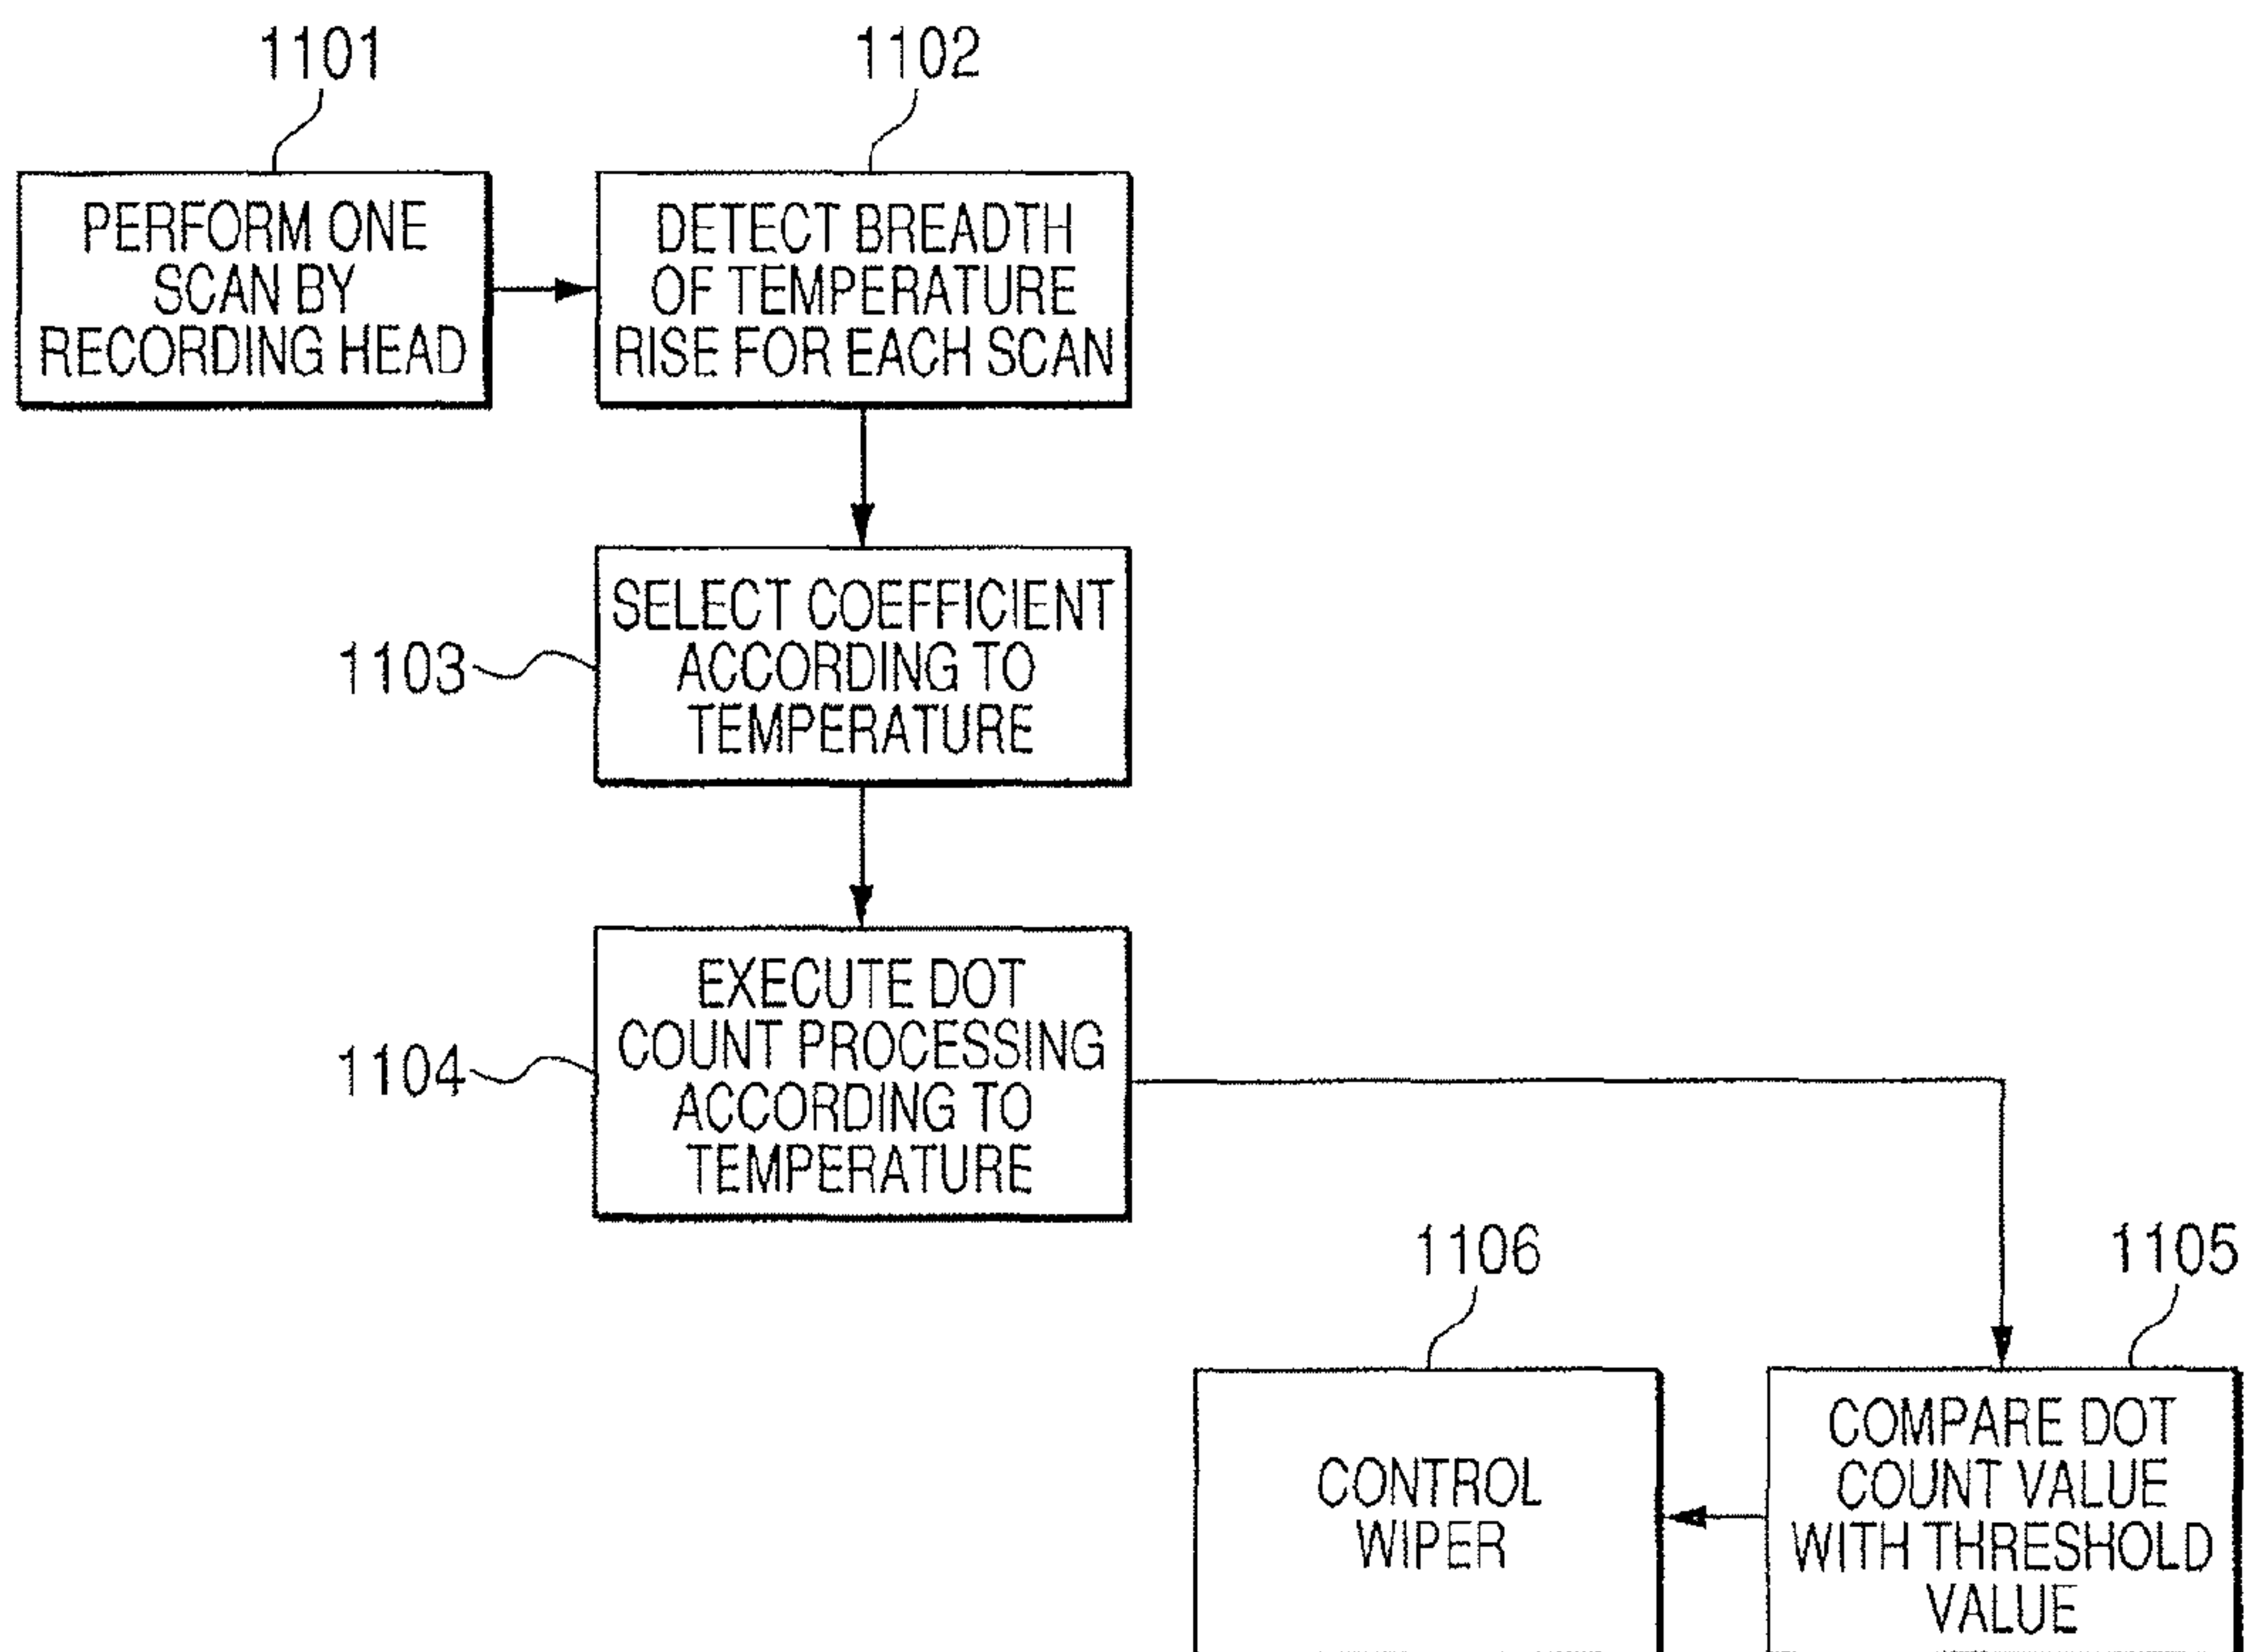 1101
1102
PERFORM ONE
SCAN BY
RECORDING HEAD
DETECT BREADTH
OF TEMPERATURE
RISE FOR EACH SCAN
1103
SELECT COEFFICIENT
ACCORDING TO
TEMPERATURE
1104
EXECUTE DOT
COUNT PROCESSING
ACCORDING TO
TEMPERATURE
1106
1105
CONTROL
WIPER
COMPARE DOT
COUNT VALUE
WITH THRESHOLD
VALUE